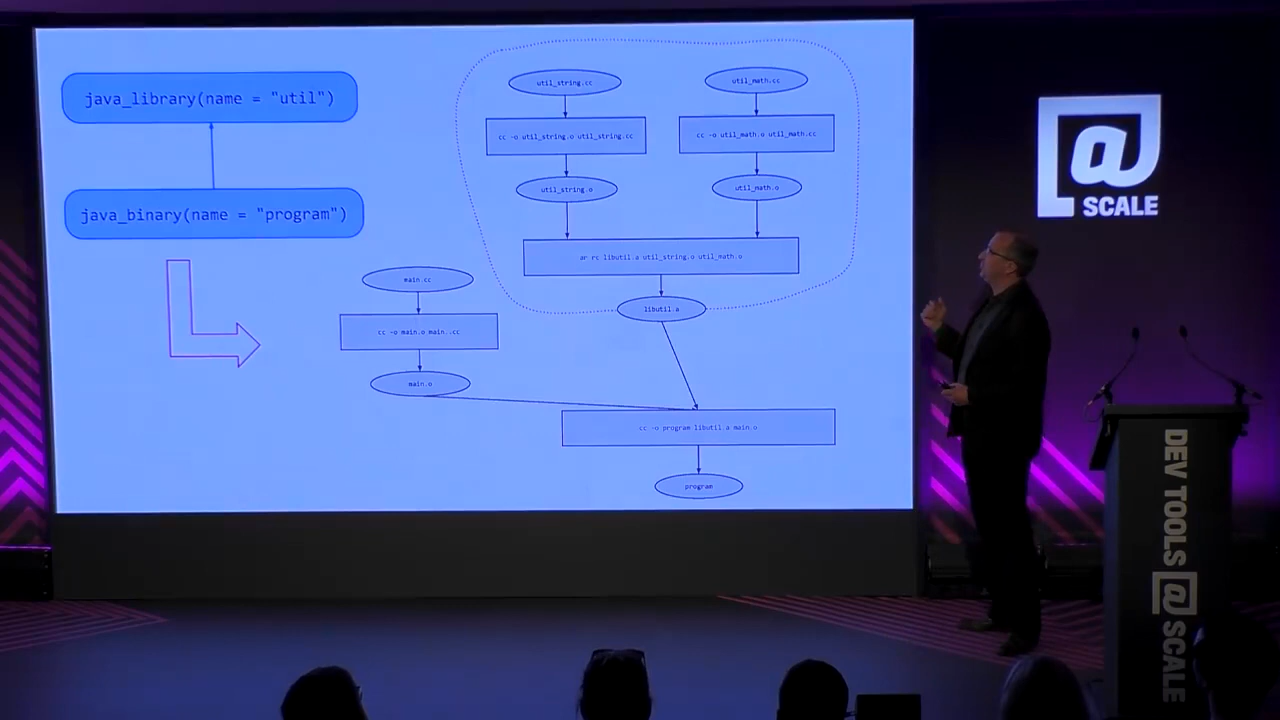 java_library(name = "util")
java_binary(name = "program")
util_string.cc
util_math.cc
cc -o util_string.o util_string.cc
cc -o util_math.o util_math.cc
util_string.o
util_math.o
ar rc libutil.a util_string.o util_math.o
libutil.a
main.cc
cc -o main.o main..cc
main.o
cc -o program libutil.a main.o
program
@
SCALE
DEV TOOLS @ SCALE